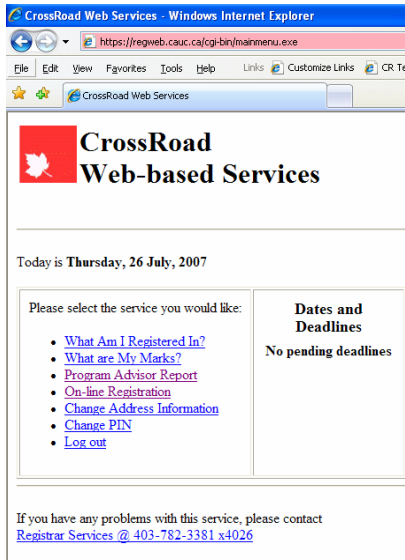 CrossRoad Web Services - Windows Internet Explorer
https://regweb.cauc.ca/cgi-bin/mainmenu.exe
File Edit View Favorites Tools Help Links Customize Links CR Te
CrossRoad Web Services
CrossRoad
Web-based Services
Today is Thursday, 26 July, 2007
Please select the service you would like:
What Am I Registered In?
What are My Marks?
Program Advisor Report
On-line Registration
Change Address Information
Change PIN
Log out
Dates and
Deadlines
No pending deadlines
If you have any problems with this service, please contact
Registrar Services @ 403-782-3381 x4026